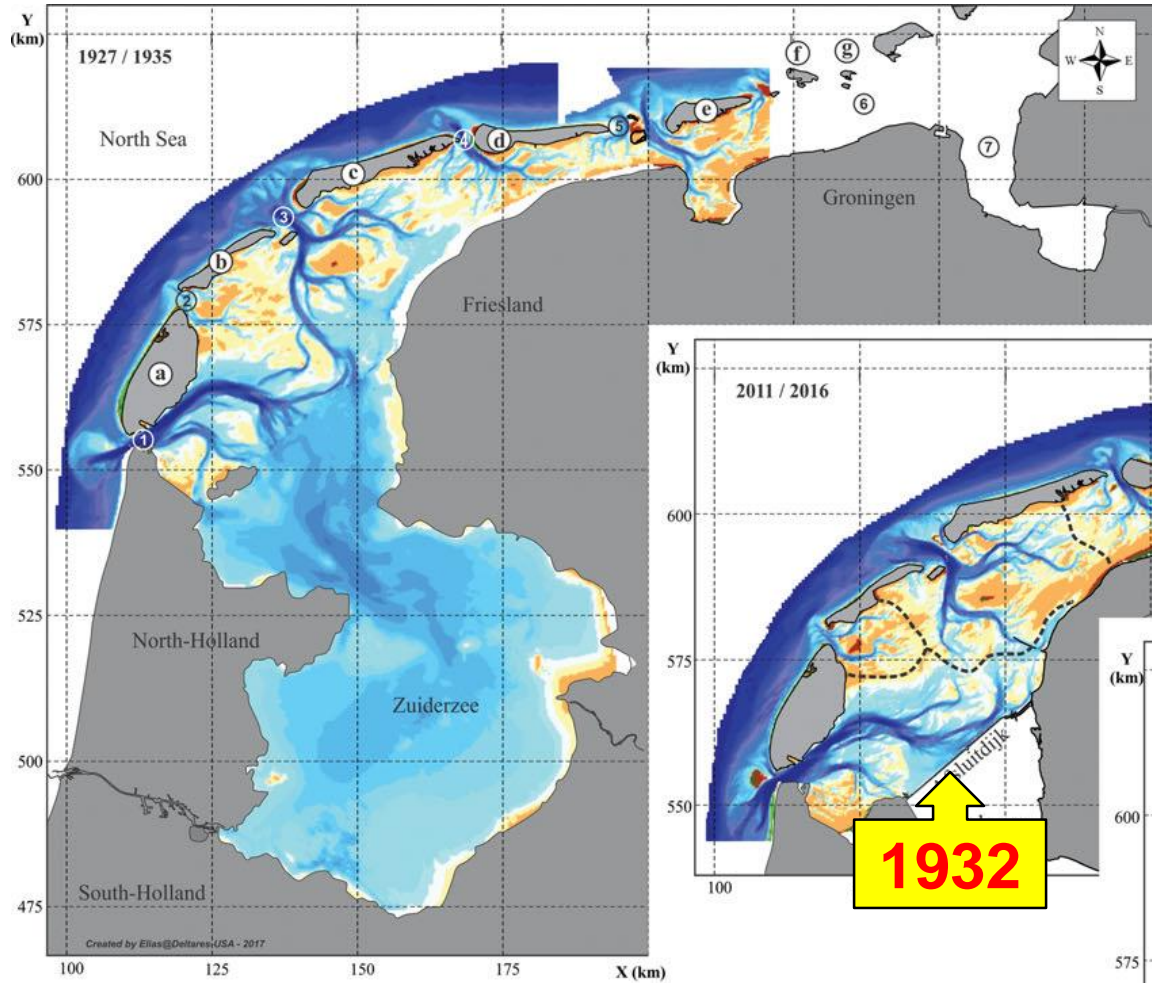 Y
(km)
1927 / 1935
North Sea
f
g
N
W E
S
e
6
5
4
d
7
600
c
Groningen
3
b
2
Friesland
575
a
1
550
525
North-Holland
Zuiderzee
500
South-Holland
475
Created by Elias@Deltares-USA - 2017
100
125
150
175
X (km)
Y
(km)
2011 / 2016
600
575
550
sluitdijk
100
1932
Y
(km)
600
575